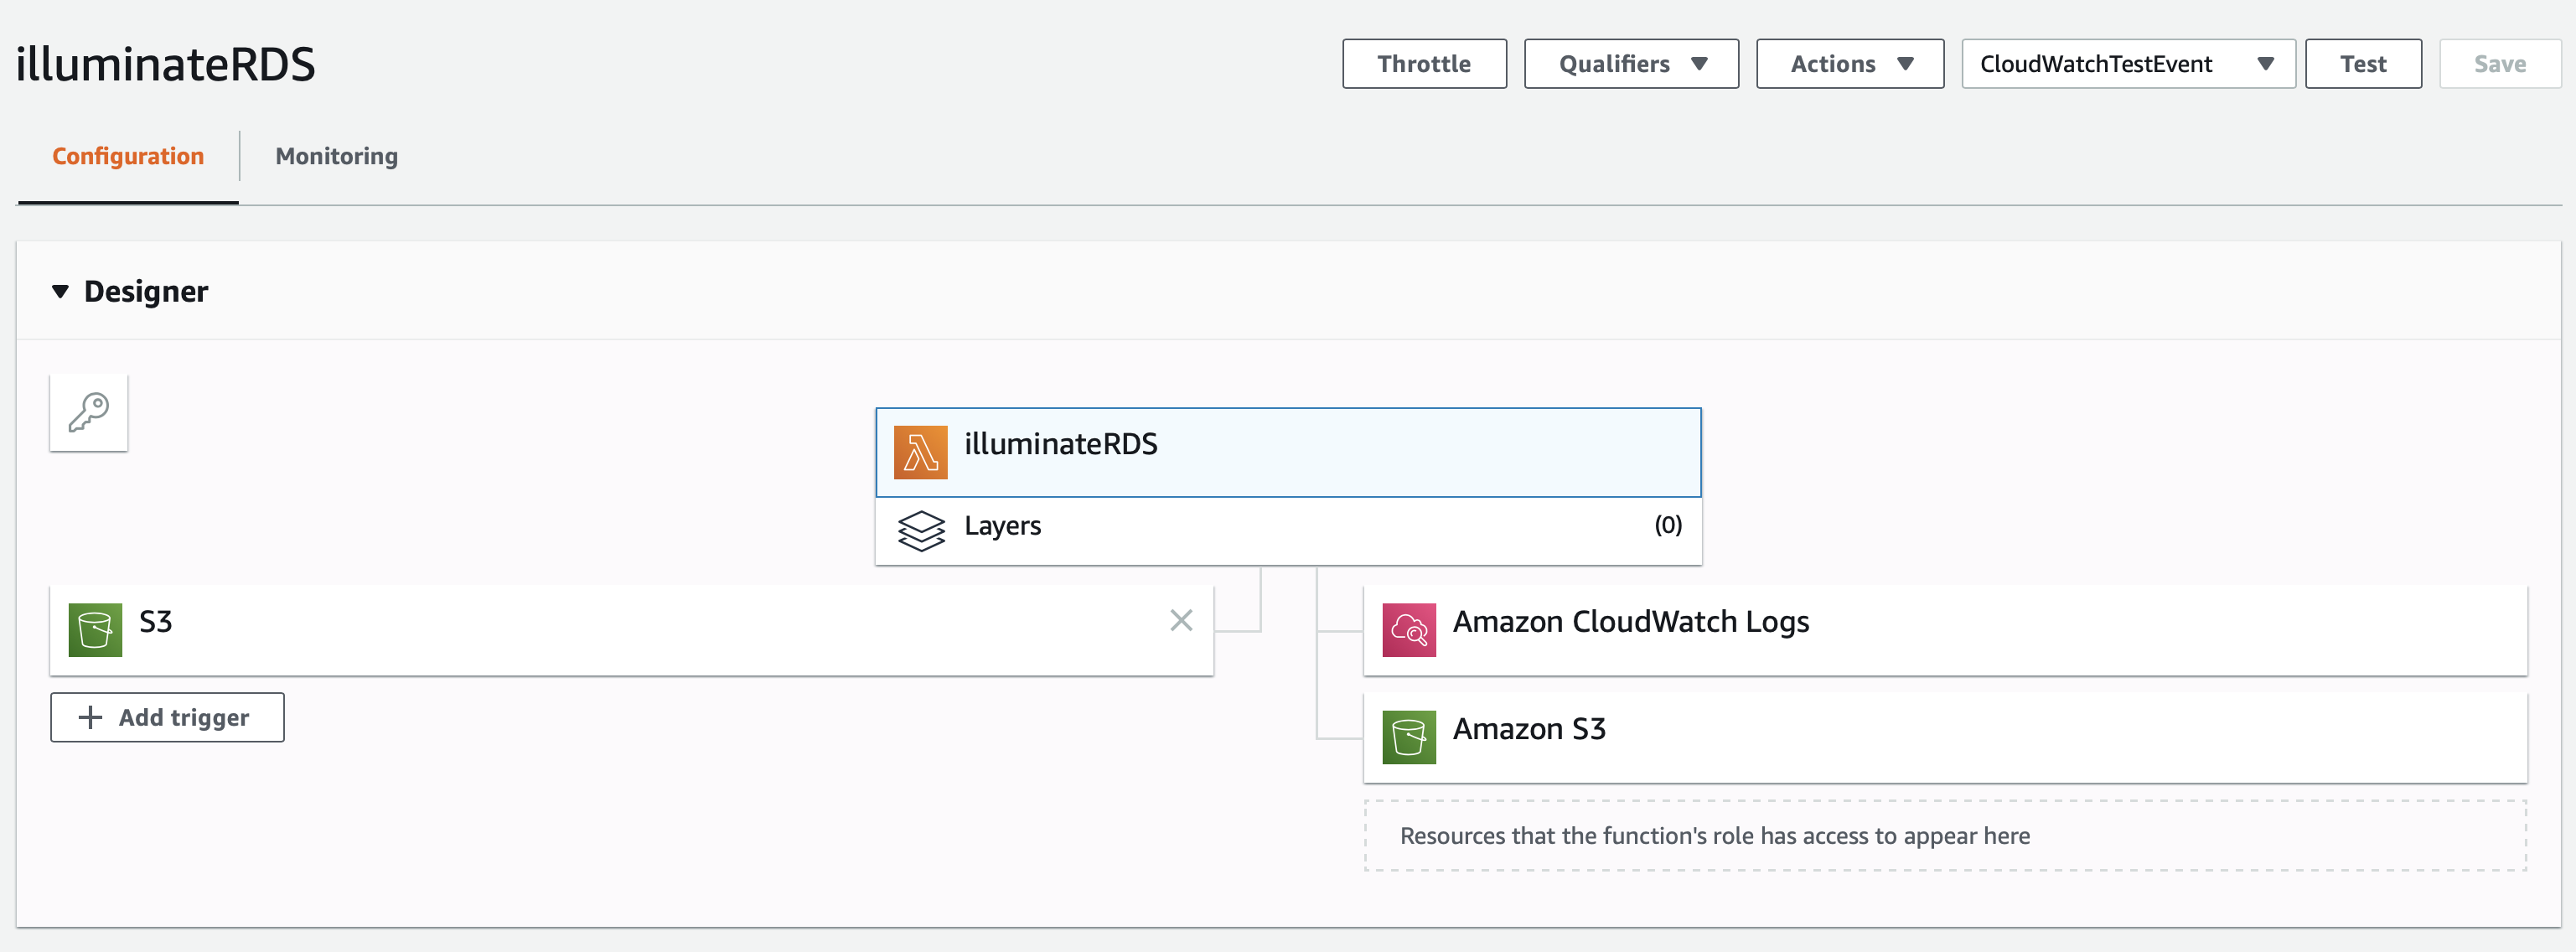 illuminateRDS
Throttle
Qualifiers
Actions
CloudWatchTestEvent
Test
Save
Configuration
Monitoring
Designer
illuminateRDS
Layers
(0)
S3
Add trigger
Amazon CloudWatch Logs
Amazon S3
Resources that the function's role has access to appear here